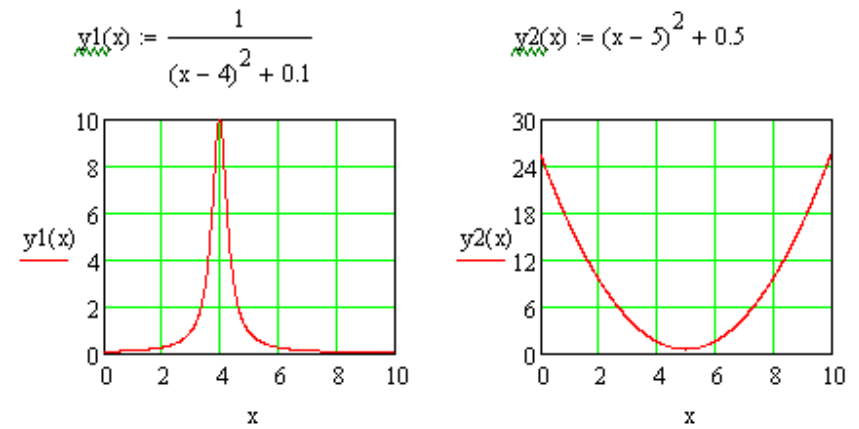 y1(x) := 1 / ((x − 4)^2 + 0.1)
10
8
6
4
2
0
y1(x)
0 2 4 6 8 10
x
y2(x) := (x − 5)^2 + 0.5
30
24
18
12
6
0
y2(x)
0 2 4 6 8 10
x